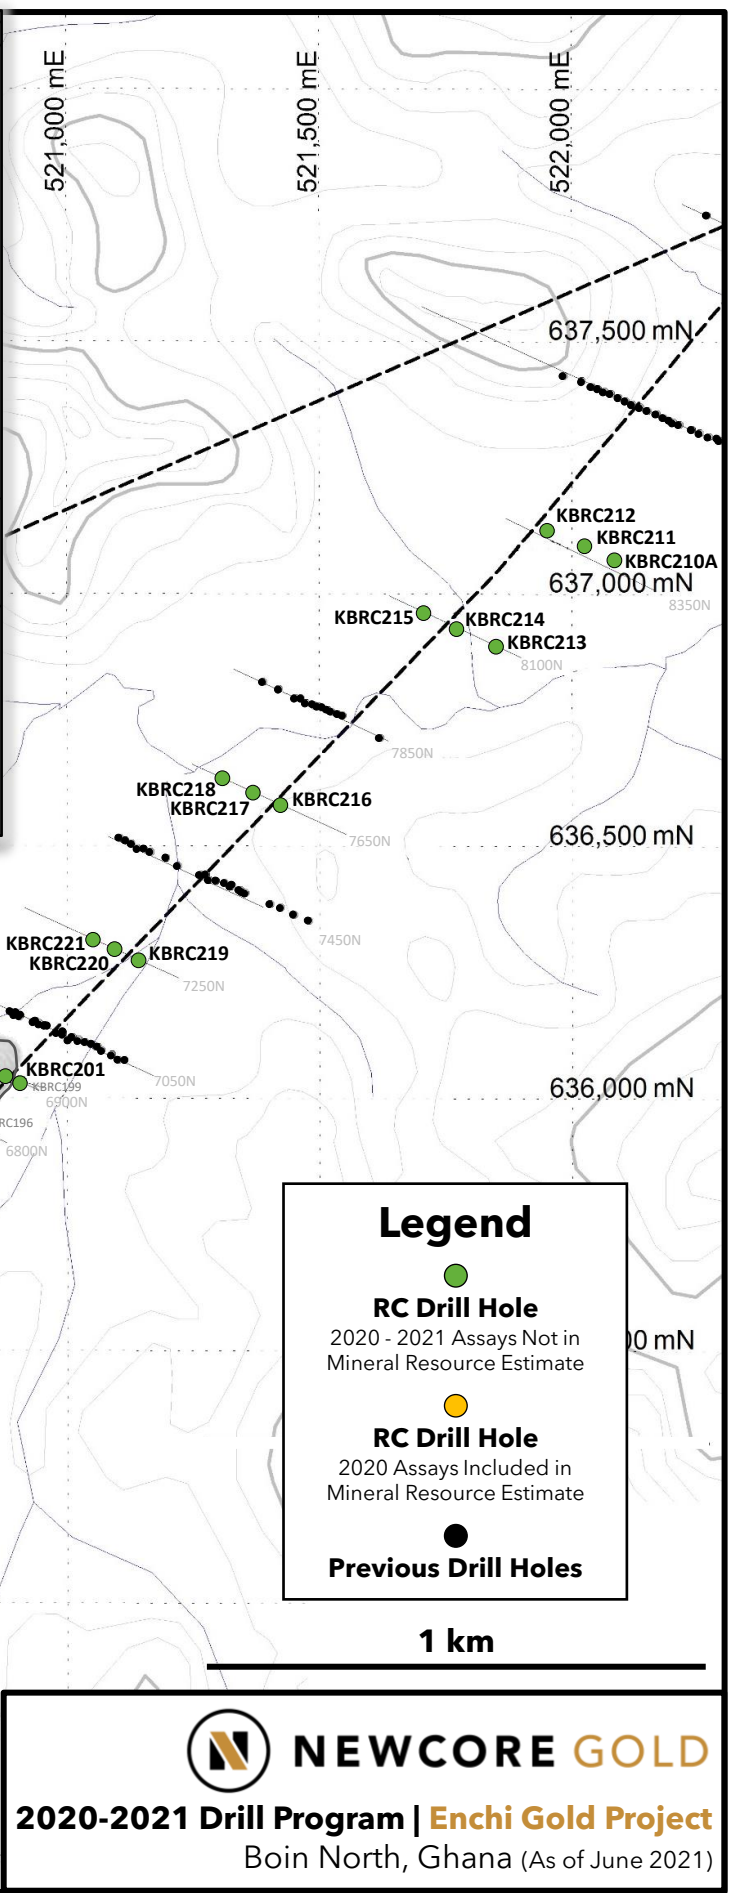 521,000 mE
521,500 mE
522,000 mE
637,500 mN
KBRC212
KBRC211
KBRC210A
637,000 mN
8350N
KBRC215
KBRC214
KBRC213
8100N
7850N
KBRC218
KBRC217
KBRC216
7650N
636,500 mN
7450N
KBRC221
KBRC220
KBRC219
7250N
7050N
KBRC201
KBRC199
6900N
636,000 mN
RC196
6800N
Legend
RC Drill Hole
2020 - 2021 Assays Not in
Mineral Resource Estimate
00 mN
RC Drill Hole
2020 Assays Included in
Mineral Resource Estimate
Previous Drill Holes
1 km
NEWCORE GOLD
2020-2021 Drill Program | Enchi Gold Project
Boin North, Ghana (As of June 2021)